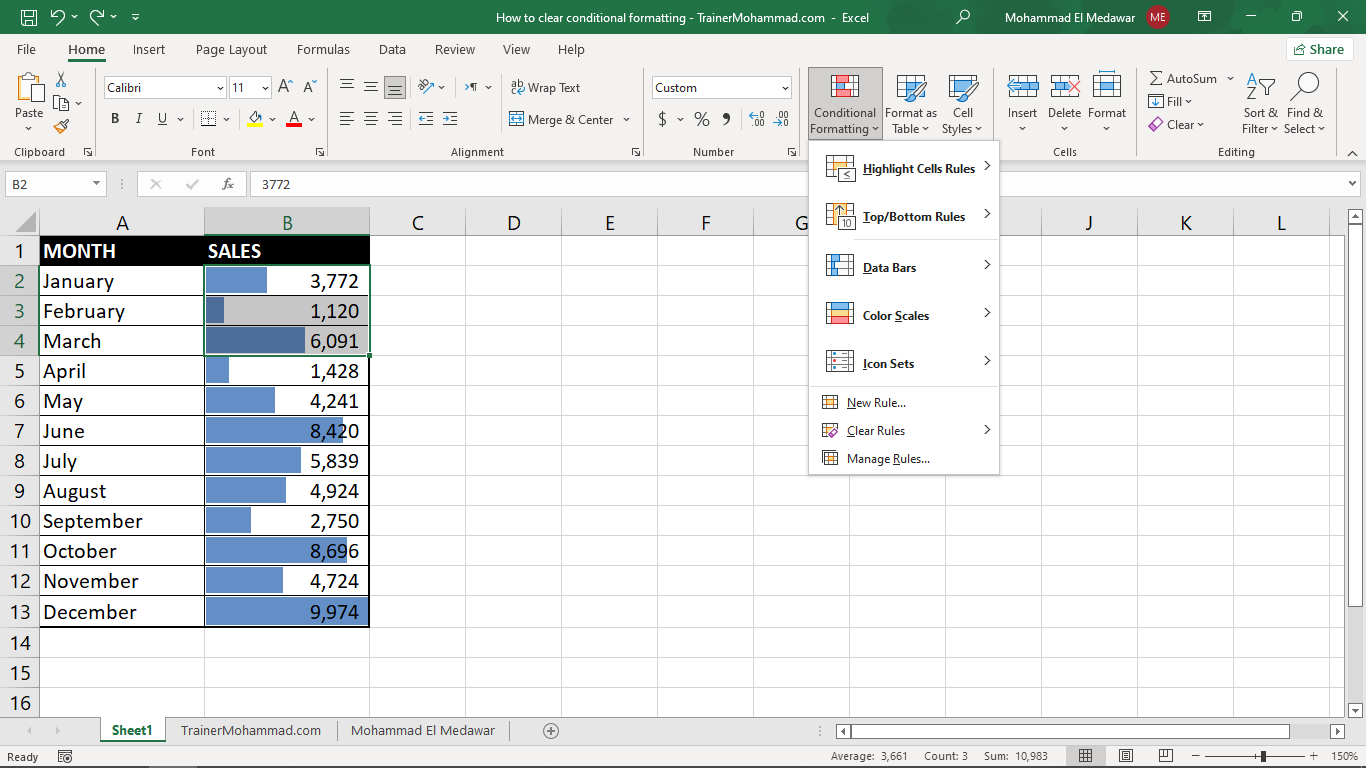 How to clear conditional formatting - TrainerMohammad.com - Excel
Mohammad El Medawar ME
File Home Insert Page Layout Formulas Data Review View Help
Share
Paste
Clipboard
Calibri 11 A A
B I U A
Font
ab Wrap Text
Merge & Center
Alignment
Custom
$ % 9 .00 .00
Number
Conditional Formatting
Format as Table
Cell Styles
Insert Delete Format
Cells
AutoSum
Fill
Clear
Sort & Filter
Find & Select
Editing
B2 fx 3772
A B C D E F G J K L
1 MONTH SALES
2 January 3,772
3 February 1,120
4 March 6,091
5 April 1,428
6 May 4,241
7 June 8,420
8 July 5,839
9 August 4,924
10 September 2,750
11 October 8,696
12 November 4,724
13 December 9,974
14
15
16
Highlight Cells Rules
Top/Bottom Rules
Data Bars
Color Scales
Icon Sets
New Rule...
Clear Rules
Manage Rules...
Sheet1 TrainerMohammad.com Mohammad El Medawar
Ready
Average: 3,661 Count: 3 Sum: 10,983
150%